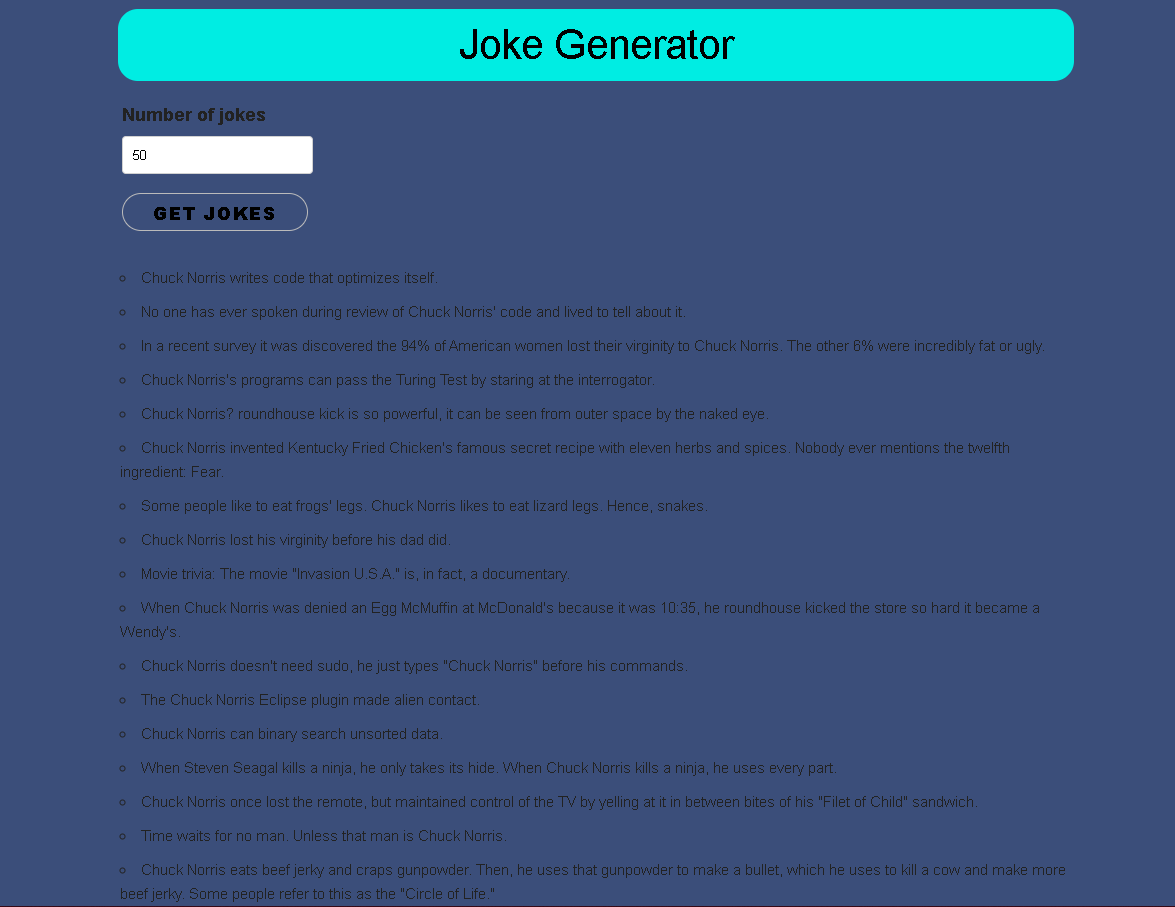 Joke Generator
Number of jokes
50
GET JOKES
Chuck Norris writes code that optimizes itself.
No one has ever spoken during review of Chuck Norris' code and lived to tell about it.
In a recent survey it was discovered the 94% of American women lost their virginity to Chuck Norris. The other 6% were incredibly fat or ugly.
Chuck Norris's programs can pass the Turing Test by staring at the interrogator.
Chuck Norris? roundhouse kick is so powerful, it can be seen from outer space by the naked eye.
Chuck Norris invented Kentucky Fried Chicken's famous secret recipe with eleven herbs and spices. Nobody ever mentions the twelfth
ingredient: Fear.
Some people like to eat frogs' legs. Chuck Norris likes to eat lizard legs. Hence, snakes.
Chuck Norris lost his virginity before his dad did.
Movie trivia: The movie "Invasion U.S.A." is, in fact, a documentary.
When Chuck Norris was denied an Egg McMuffin at McDonald's because it was 10:35, he roundhouse kicked the store so hard it became a
Wendy's.
Chuck Norris doesn't need sudo, he just types "Chuck Norris" before his commands.
The Chuck Norris Eclipse plugin made alien contact.
Chuck Norris can binary search unsorted data.
When Steven Seagal kills a ninja, he only takes its hide. When Chuck Norris kills a ninja, he uses every part.
Chuck Norris once lost the remote, but maintained control of the TV by yelling at it in between bites of his "Filet of Child" sandwich.
Time waits for no man. Unless that man is Chuck Norris.
Chuck Norris eats beef jerky and craps gunpowder. Then, he uses that gunpowder to make a bullet, which he uses to kill a cow and make more
beef jerky. Some people refer to this as the "Circle of Life."